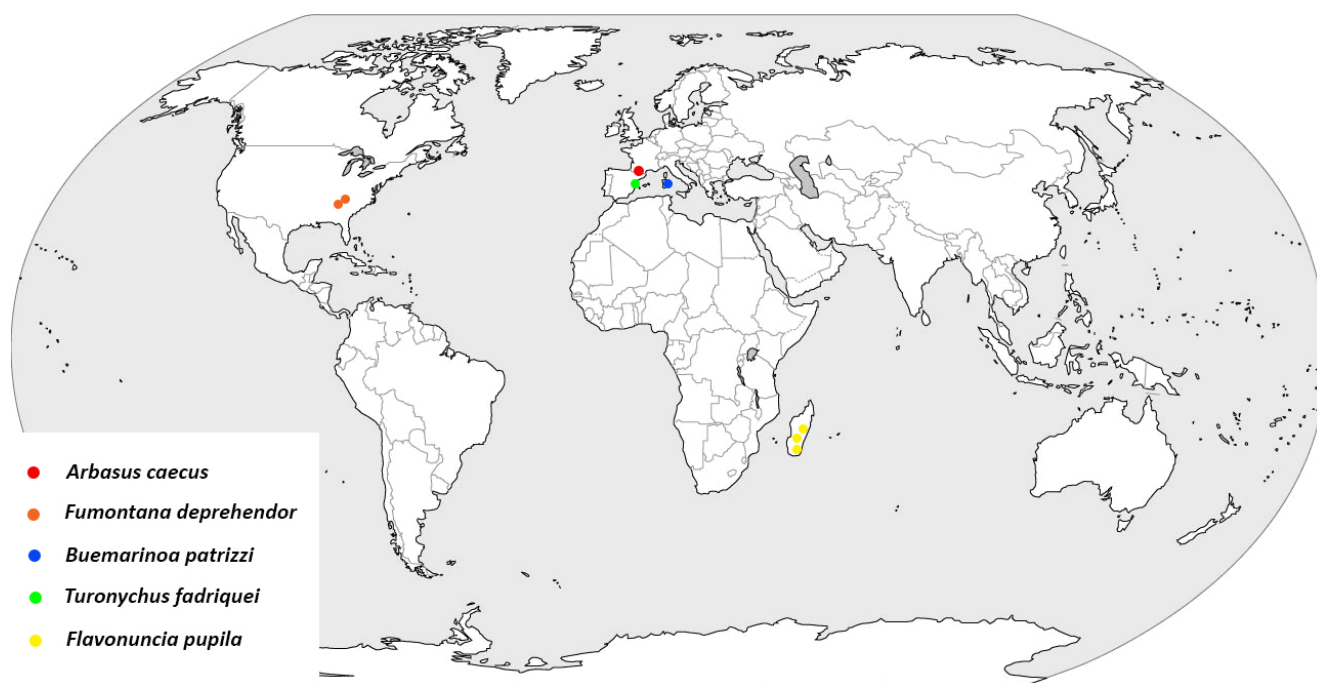 Arbasus caecus
Fumontana deprehendor
Buemarinoa patrizzi
Turonychus fadriquei
Flavonuncia pupila